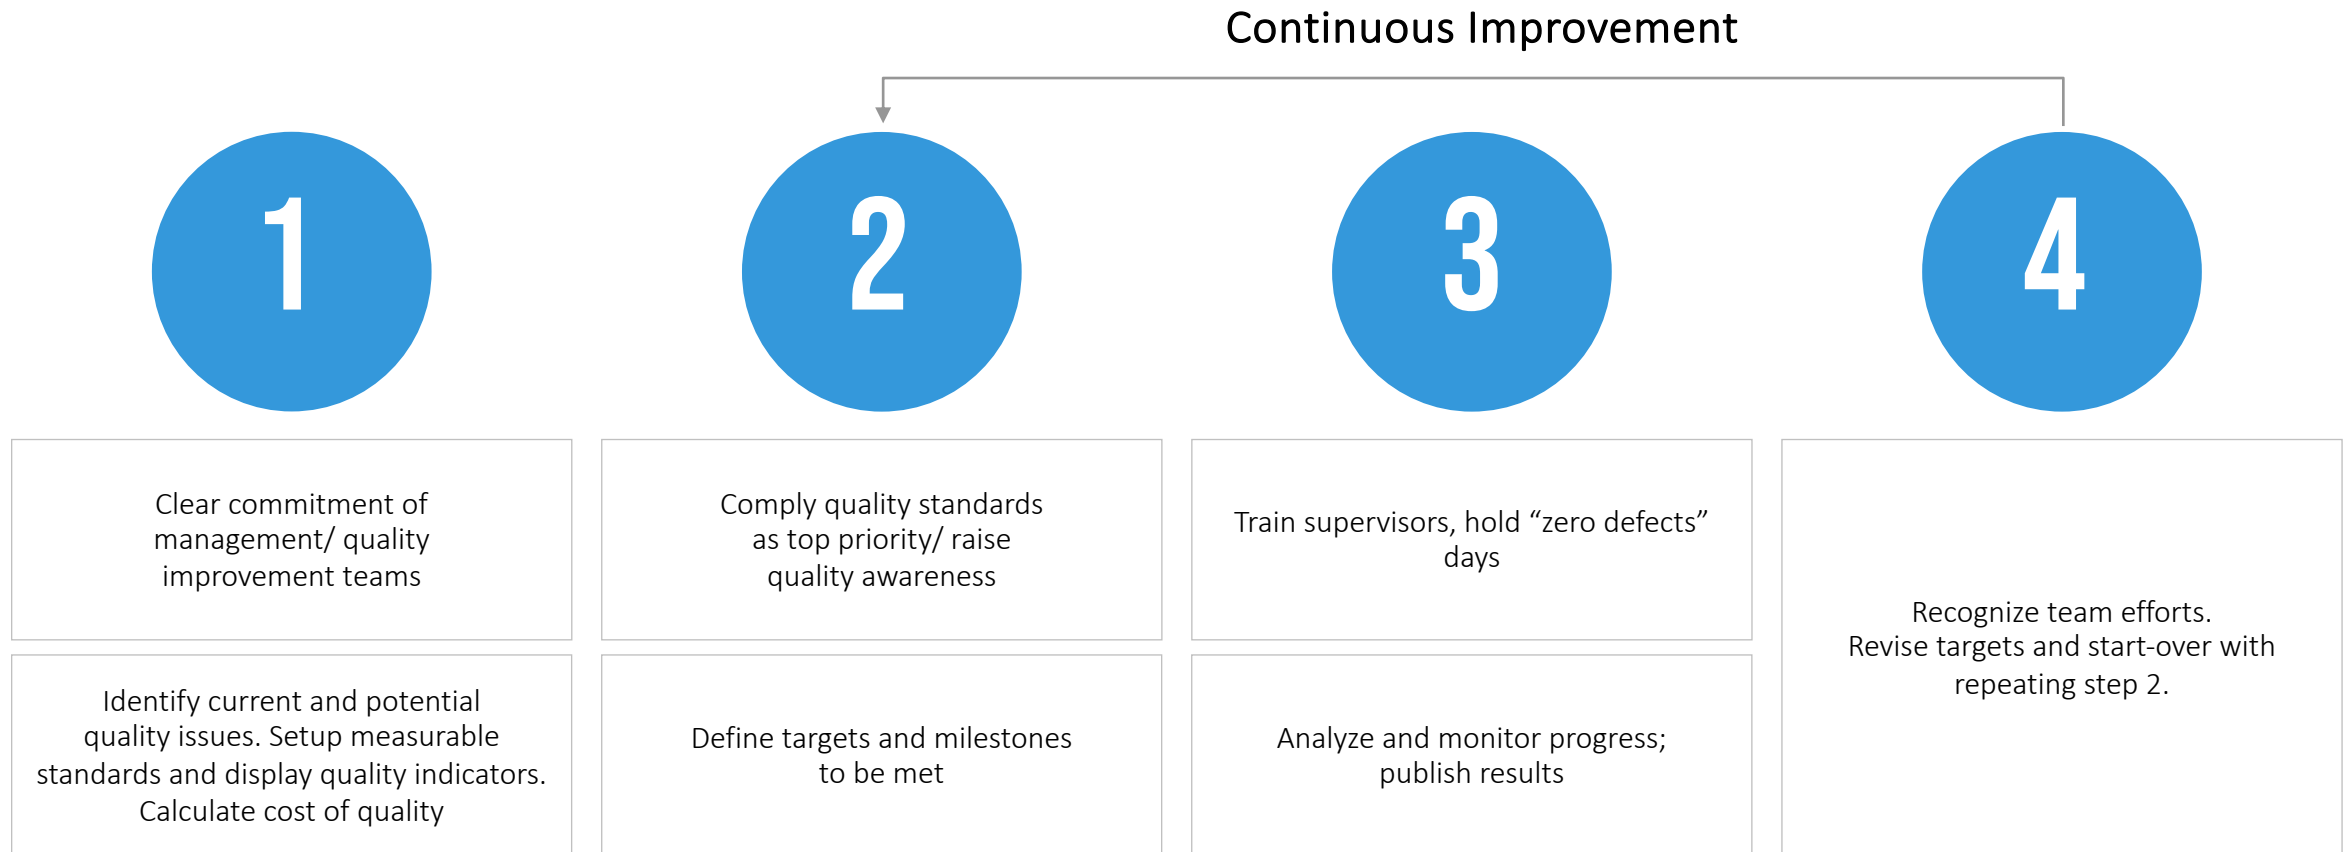 Continuous Improvement
1
2
3
4
Clear commitment of
management/ quality
improvement teams
Identify current and potential
quality issues. Setup measurable
standards and display quality indicators.
Calculate cost of quality
Comply quality standards
as top priority/ raise
quality awareness
Define targets and milestones
to be met
Train supervisors, hold “zero defects”
days
Analyze and monitor progress;
publish results
Recognize team efforts.
Revise targets and start-over with
repeating step 2.